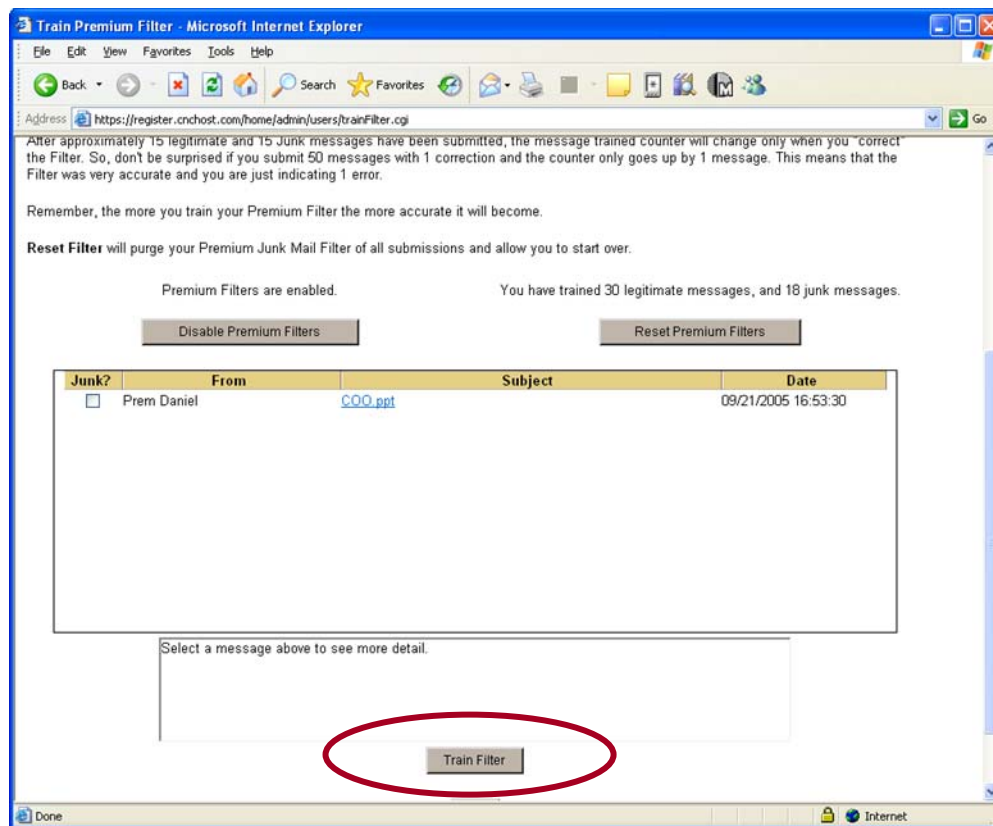 Train Premium Filter - Microsoft Internet Explorer
File Edit View Favorites Tools Help
Back Search Favorites
Address https://register.cnchost.com/home/admin/users/trainFilter.cgi Go
After approximately 15 legitimate and 15 Junk messages have been submitted, the message trained counter will change only when you "correct"
the Filter. So, don't be surprised if you submit 50 messages with 1 correction and the counter only goes up by 1 message. This means that the
Filter was very accurate and you are just indicating 1 error.
Remember, the more you train your Premium Filter the more accurate it will become.
Reset Filter will purge your Premium Junk Mail Filter of all submissions and allow you to start over.
Premium Filters are enabled. You have trained 30 legitimate messages, and 18 junk messages.
Disable Premium Filters Reset Premium Filters
Junk? From Subject Date
Prem Daniel COO.ppt 09/21/2005 16:53:30
Select a message above to see more detail.
Train Filter
Done Internet